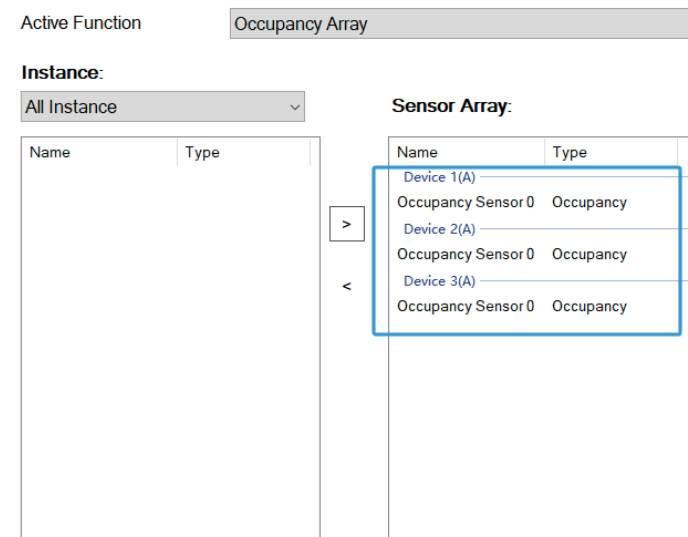 Active Function Occupancy Array
Instance:
All Instance
Sensor Array:
Name Type
Name Type
Device 1(A)
Occupancy Sensor 0 Occupancy
>
Device 2(A)
Occupancy Sensor 0 Occupancy
<
Device 3(A)
Occupancy Sensor 0 Occupancy